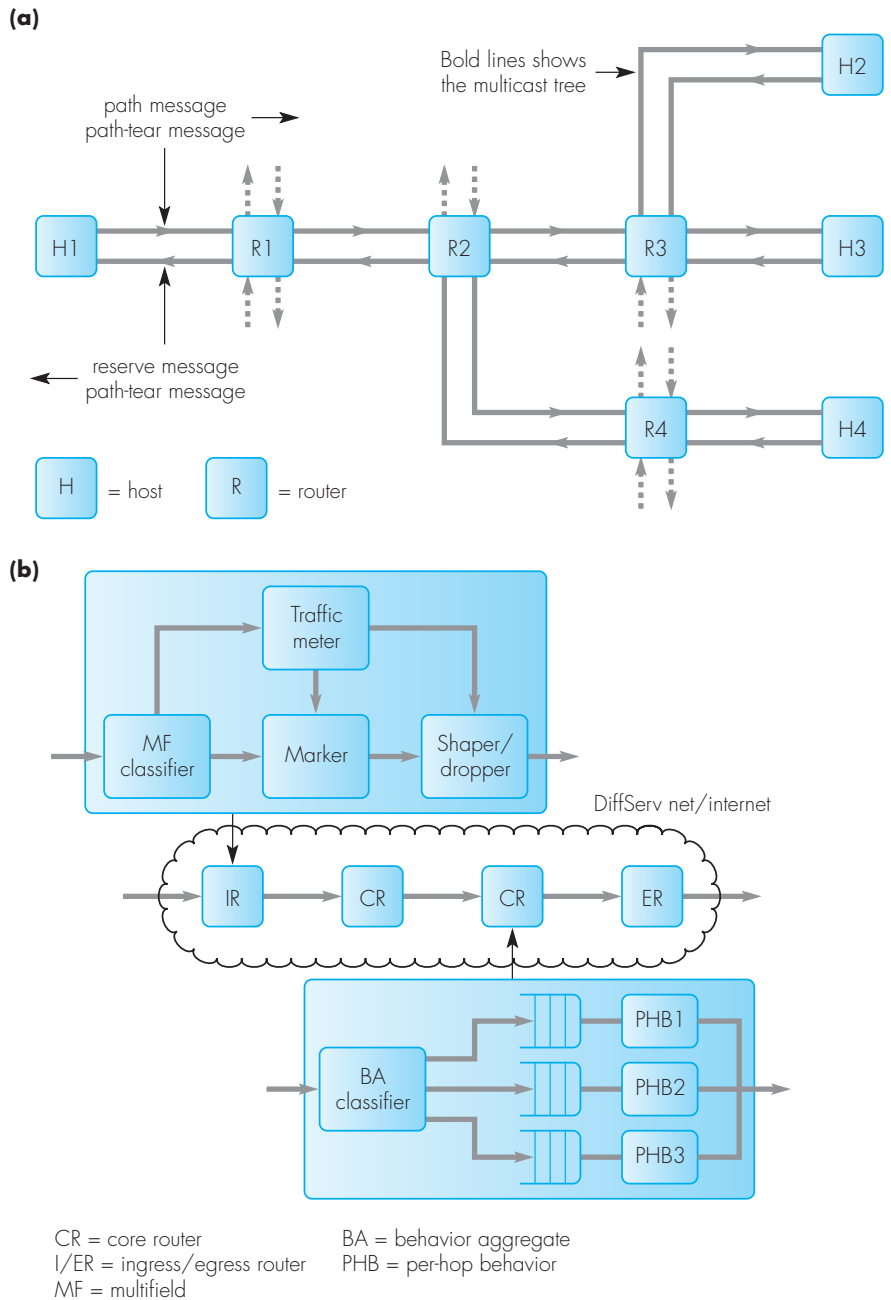 (a)
Bold lines shows
the multicast tree
H2
path message
path-tear message
H1
R1
R2
R3
H3
reserve message
path-tear message
R4
H4
H
= host
R
= router
(b)
Traffic
meter
MF
classifier
Marker
Shaper/
dropper
DiffServ net/internet
IR
CR
CR
ER
BA
classifier
PHB1
PHB2
PHB3
CR = core router
I/ER = ingress/egress router
MF = multifield
BA = behavior aggregate
PHB = per-hop behavior